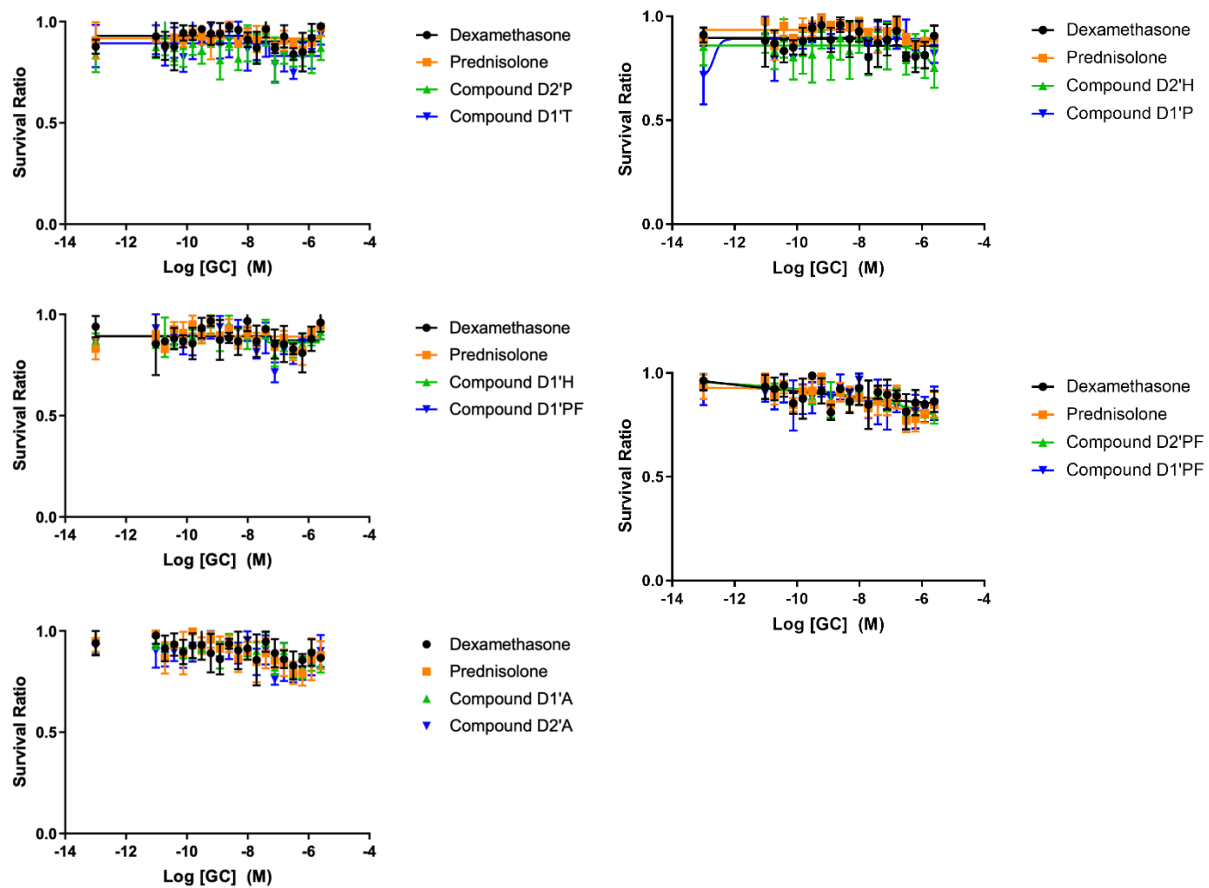 1.0
0.5
0.0
Survival Ratio
-14
-12
-10
-8
-6
-4
Log [GC] (M)
Dexamethasone
Prednisolone
Compound D2'P
Compound D1'T
1.0
0.5
0.0
Survival Ratio
-14
-12
-10
-8
-6
-4
Log [GC] (M)
Dexamethasone
Prednisolone
Compound D2'H
Compound D1'P
1.0
0.5
0.0
Survival Ratio
-14
-12
-10
-8
-6
-4
Log [GC] (M)
Dexamethasone
Prednisolone
Compound D1'H
Compound D1'PF
1.0
0.5
0.0
Survival Ratio
-14
-12
-10
-8
-6
-4
Log [GC] (M)
Dexamethasone
Prednisolone
Compound D2'PF
Compound D1'PF
1.0
0.5
0.0
Survival Ratio
-14
-12
-10
-8
-6
-4
Log [GC] (M)
Dexamethasone
Prednisolone
Compound D1'A
Compound D2'A